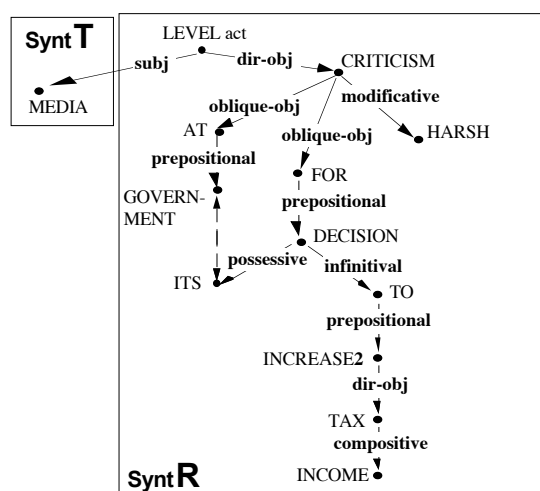 Synt T
LEVEL act
subj
dir-obj
CRITICISM
MEDIA
oblique-obj
modificative
AT
oblique-obj
HARSH
prepositional
FOR
GOVERN-
MENT
prepositional
DECISION
possessive
infinitival
ITS
TO
prepositional
INCREASE2
dir-obj
TAX
compositive
Synt R
INCOME